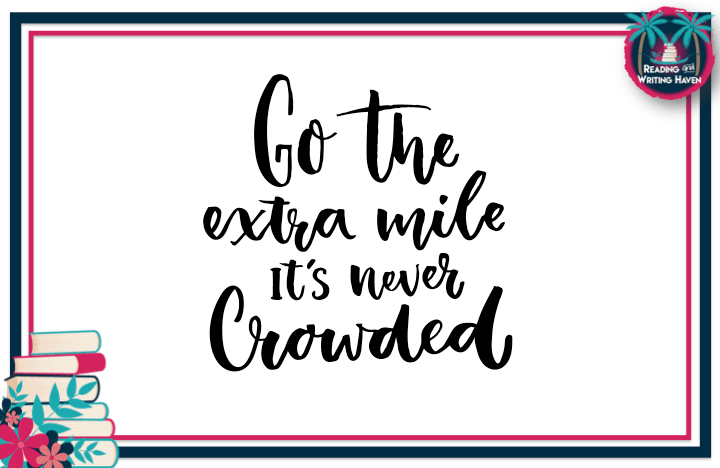 Reading and
Writing Haven
Go the
extra mile
it's never
Crowded